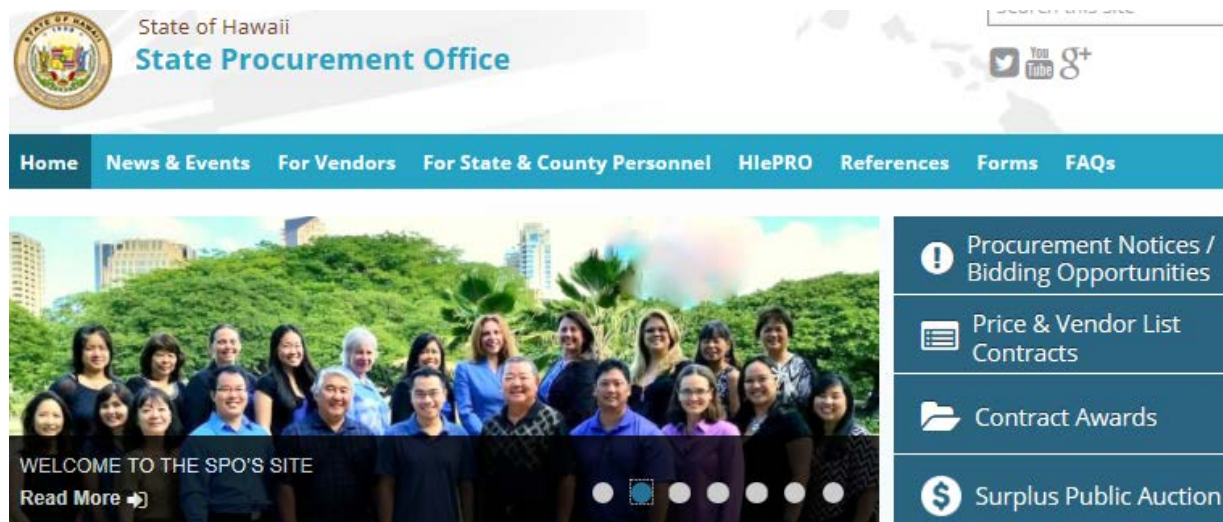 State of Hawaii
State Procurement Office
You
Tube
g+
Home News & Events For Vendors For State & County Personnel HIePRO References Forms FAQs
Procurement Notices /
Bidding Opportunities
Price & Vendor List
Contracts
Contract Awards
Surplus Public Auction
WELCOME TO THE SPO'S SITE
Read More